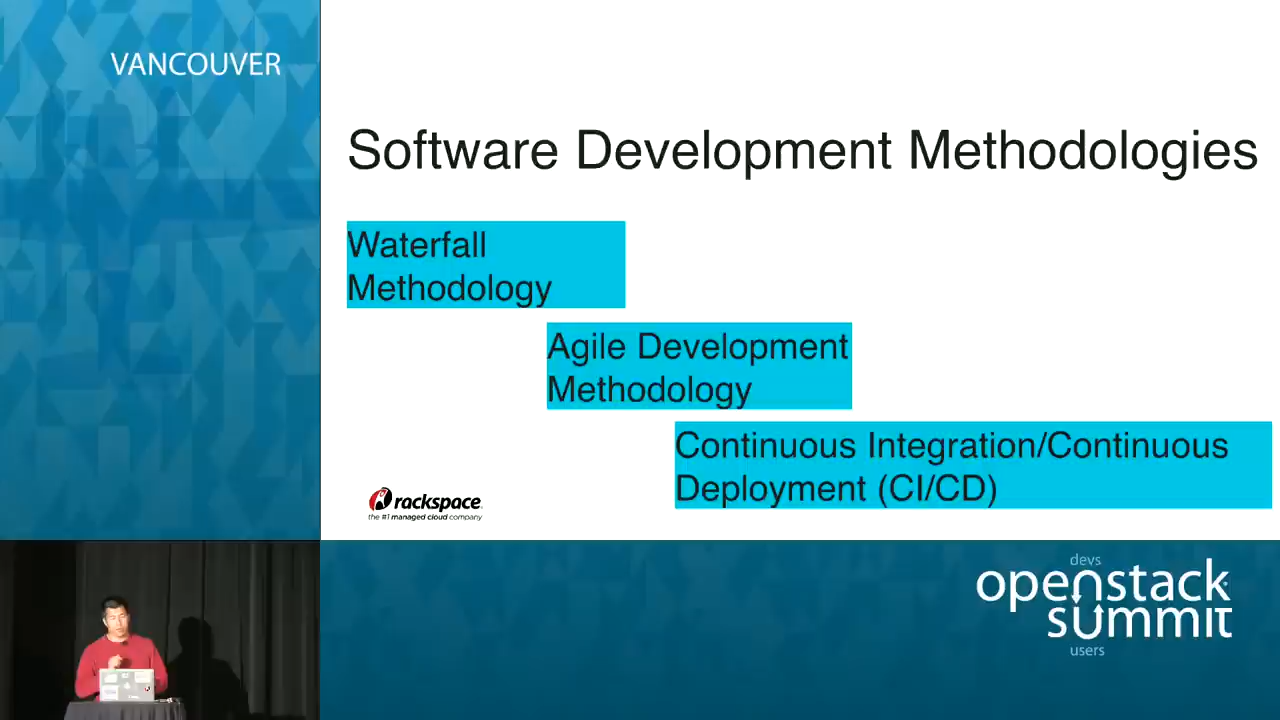 VANCOUVER
Software Development Methodologies
Waterfall
Methodology
Agile Development
Methodology
Continuous Integration/Continuous
Deployment (CI/CD)
rackspace.
the #1 managed cloud company
devs
openstack
summit
users